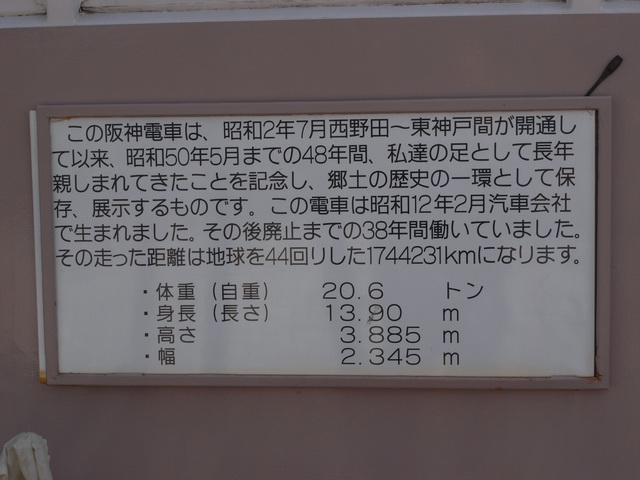 この阪神電車は、昭和2年7月西野田～東神戸間が開通し
て以来、昭和50年5月までの48年間、私達の足として長年
親しまれてきたことを記念し、郷土の歴史の一環として保
存、展示するものです。この電車は昭和12年2月汽車会社
で生まれました。その後廃止までの38年間働いていました。
その走った距離は地球を44回りした1744231kmになります。
・体重（自重） 20.6 トン
・身長（長さ） 13.90 m
・高さ 3.885 m
・幅 2.345 m